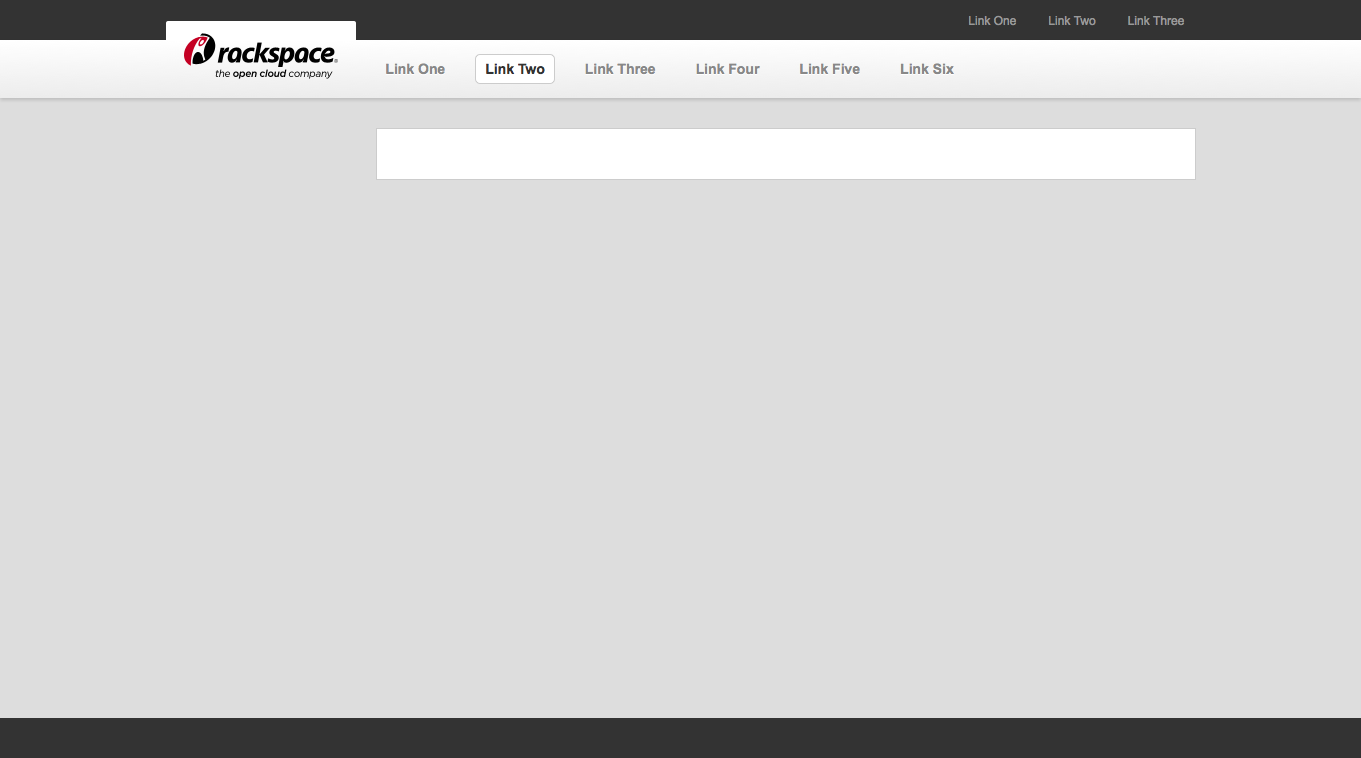 Link One Link Two Link Three
rackspace®
the open cloud company
Link One Link Two Link Three Link Four Link Five Link Six